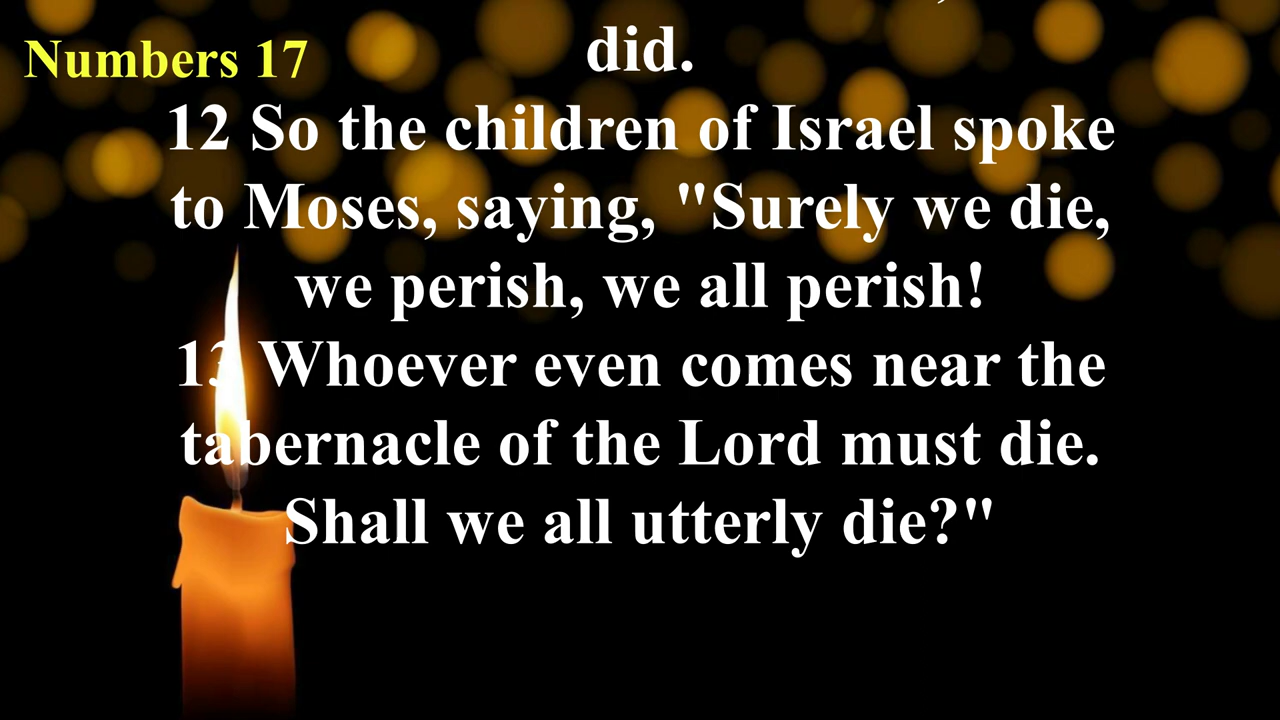 Numbers 17
did.
12 So the children of Israel spoke
to Moses, saying, "Surely we die,
we perish, we all perish!
13 Whoever even comes near the
tabernacle of the Lord must die.
Shall we all utterly die?"